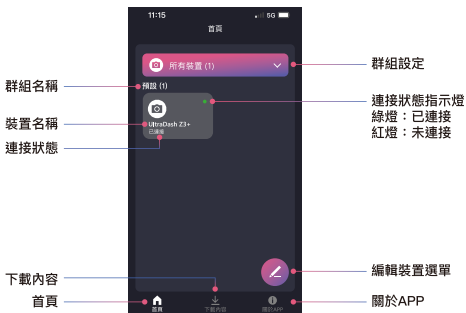 11:15
5G
首頁
所有裝置 (1)
群組設定
群組名稱
預設 (1)
連接狀態指示燈
綠燈：已連接
紅燈：未連接
裝置名稱
UltraDash Z3+
連接狀態
已連接
編輯裝置選單
下載內容
首頁
首頁
下載內容
關於APP
關於APP